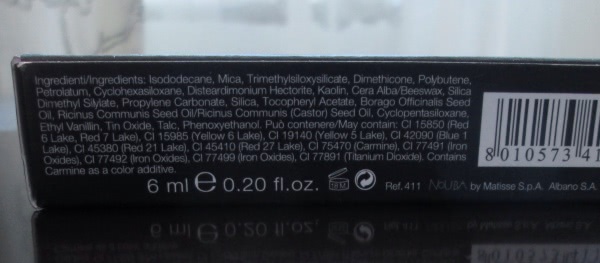 Ingredienti/Ingredients: Isododecane, Mica, Trimethylsiloxysilicate, Dimethicone, Polybutene,
Petrolatum, Cyclohexasiloxane, Disteardimonium Hectorite, Kaolin, Cera Alba/Beeswax, Silica
Dimethyl Silylate, Propylene Carbonate, Silica, Tocopheryl Acetate, Borago Officinalis Seed
Oil, Ricinus Communis Seed Oil/Ricinus Communis (Castor) Seed Oil, Cyclopentasiloxane,
Ethyl Vanillin, Tin Oxide, Talc, Phenoxyethanol. Può contenere/May contain: CI 15850 (Red
6 Lake, Red 7 Lake), CI 15985 (Yellow 6 Lake), CI 19140 (Yellow 5 Lake), CI 42090 (Blue 1
Lake), CI 45380 (Red 21 Lake), CI 45410 (Red 27 Lake), CI 75470 (Carmine), CI 77491 (Iron
Oxides), CI 77492 (Iron Oxides), CI 77499 (Iron Oxides), CI 77891 (Titanium Dioxide). Contains
Carmine as a color additive.
6 ml e 0.20 fl.oz. Ref. 411 NOUBA by Matisse S.p.A. Albano S.A.
8 010573 41